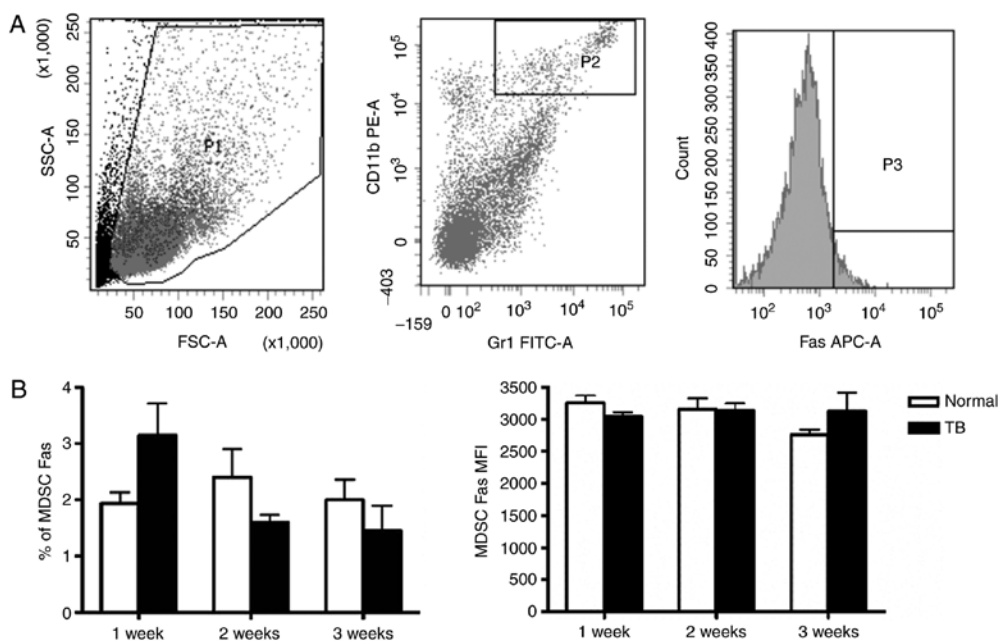 A
SSC-A
(x1,000)
250
200
150
100
50
P1
50 100 150 200 250
FSC-A (x1,000)
CD11b PE-A
10^5
10^4
10^3
0
−403
P2
−159
0 10^2 10^3 10^4 10^5
Gr1 FITC-A
Count
400
350
300
250
200
150
100
50
0
P3
10^2 10^3 10^4 10^5
Fas APC-A
B
% of MDSC Fas
4
3
2
1
0
1 week 2 weeks 3 weeks
MDSC Fas MFI
3500
3000
2500
2000
1500
1000
500
0
1 week 2 weeks 3 weeks
Normal
TB